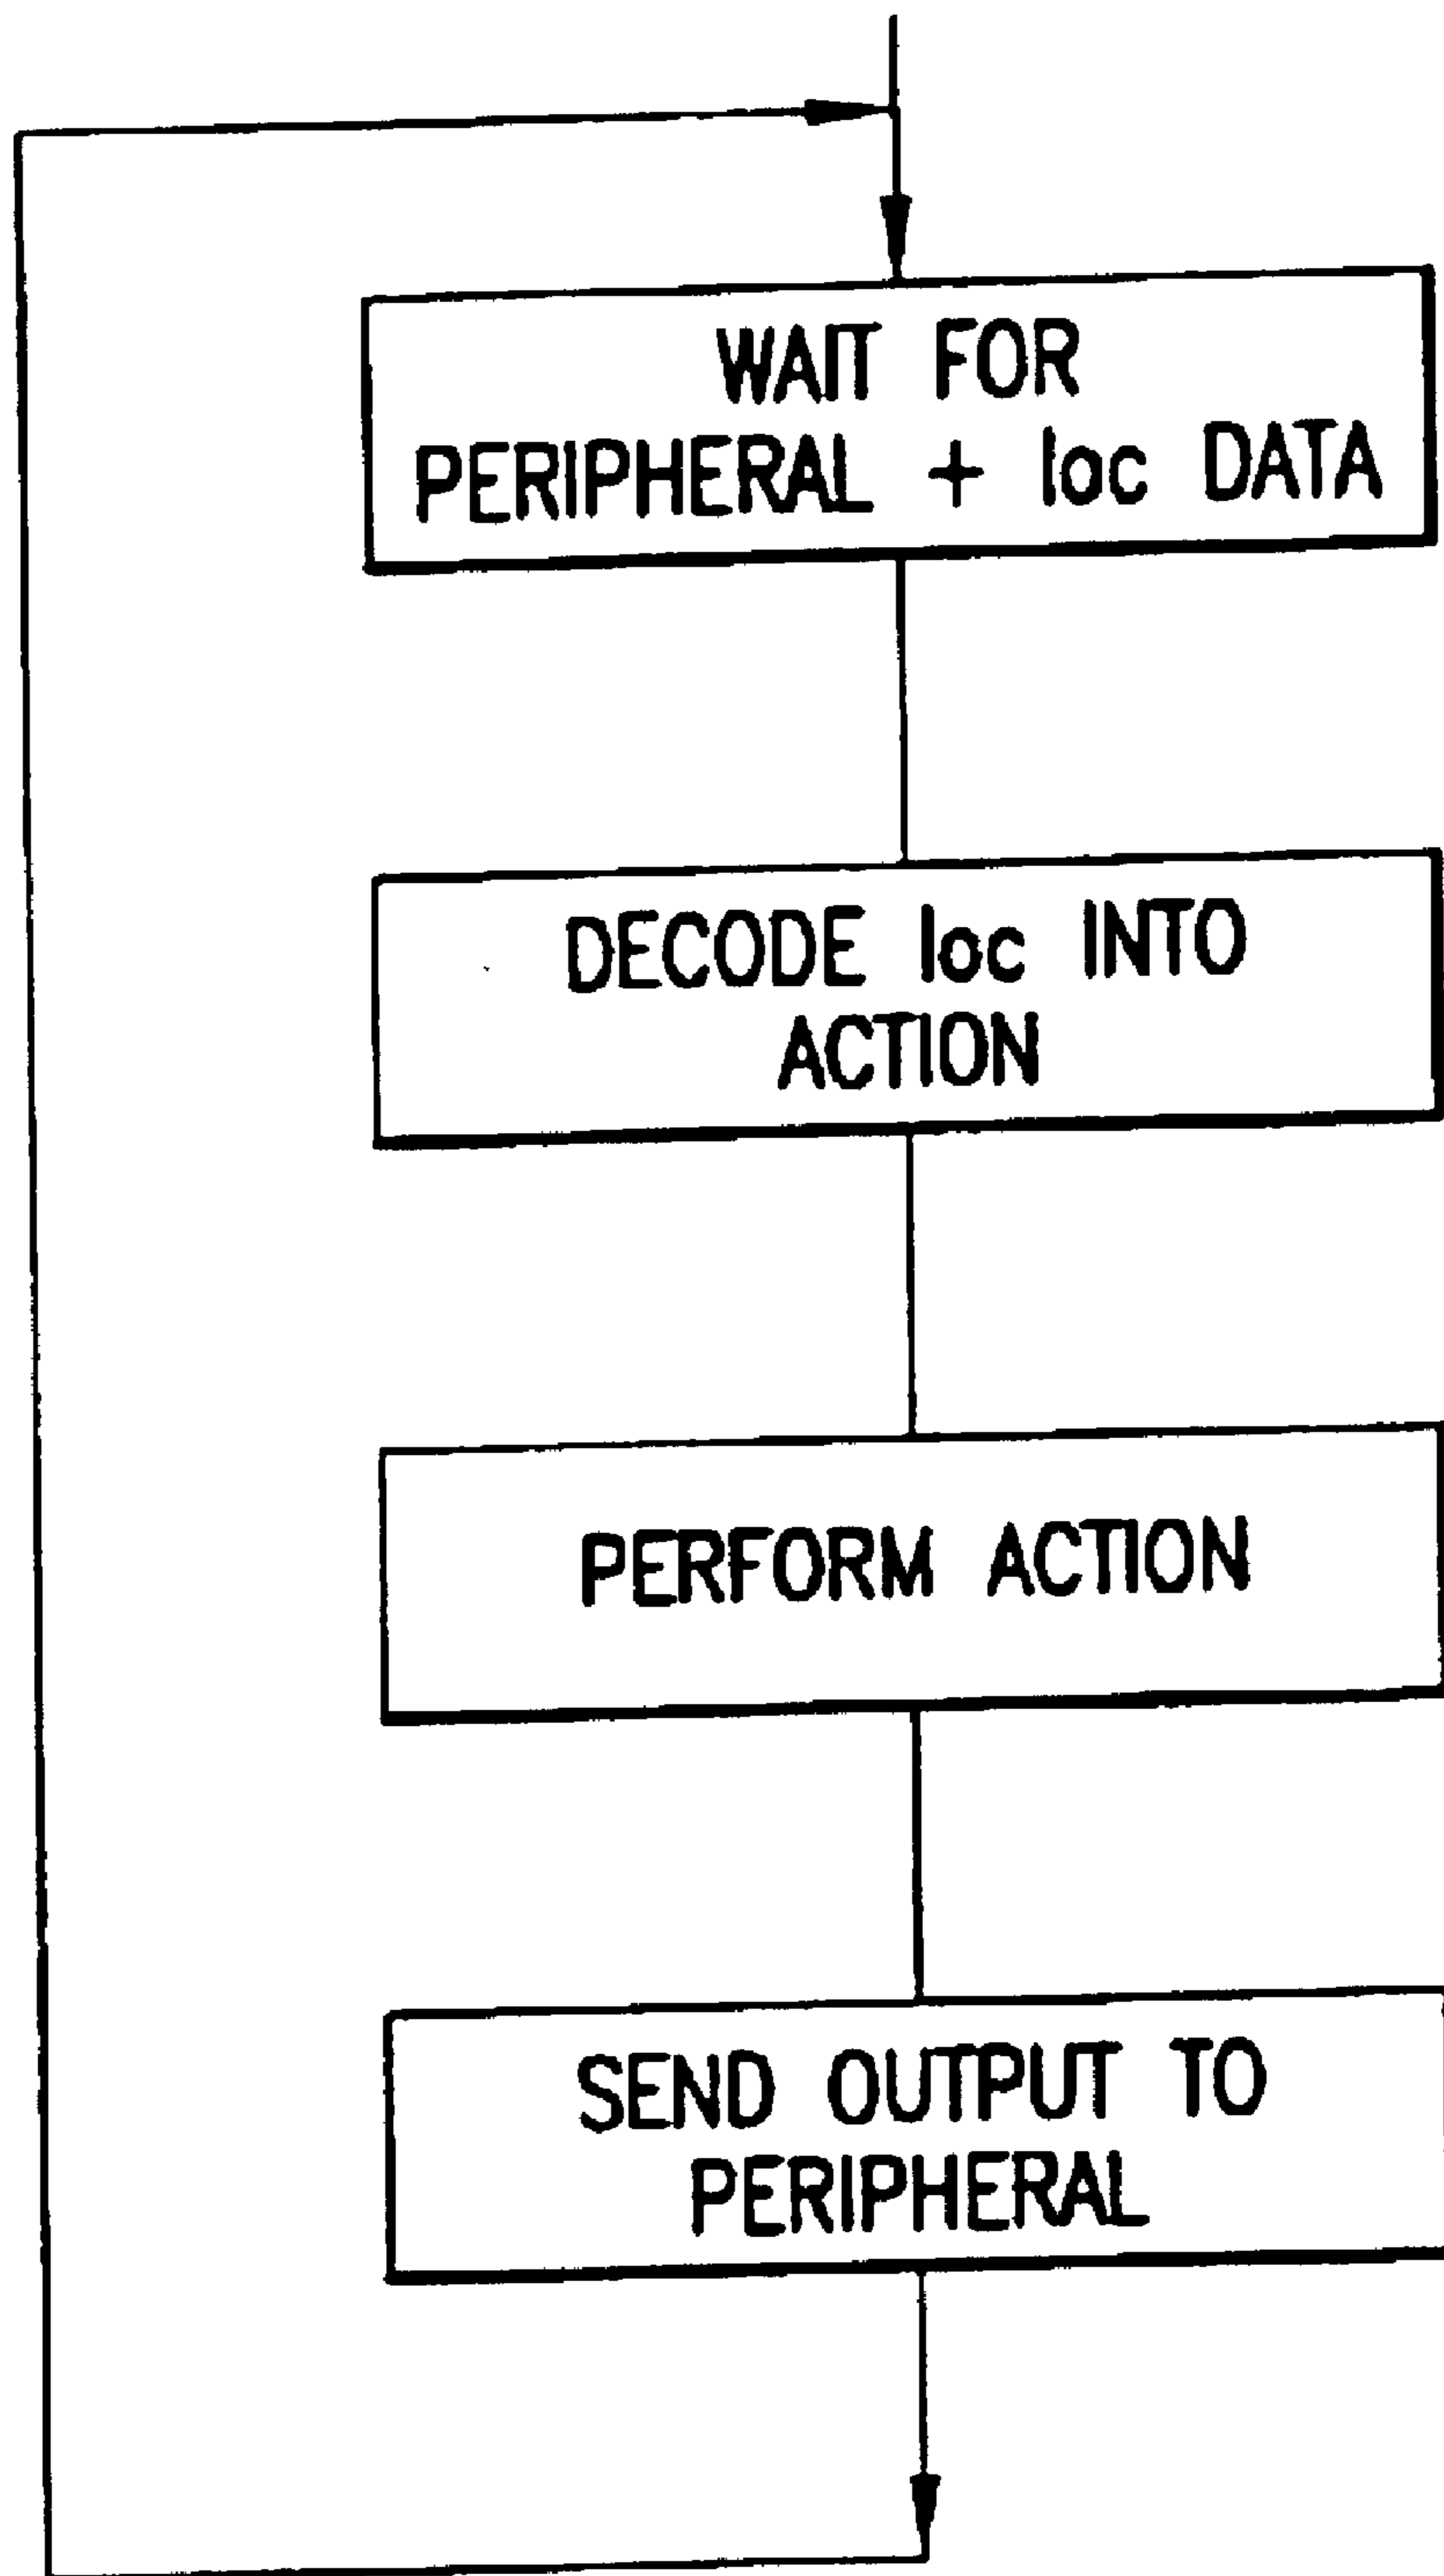 WAIT FOR
PERIPHERAL + loc DATA
DECODE loc INTO
ACTION
PERFORM ACTION
SEND OUTPUT TO
PERIPHERAL